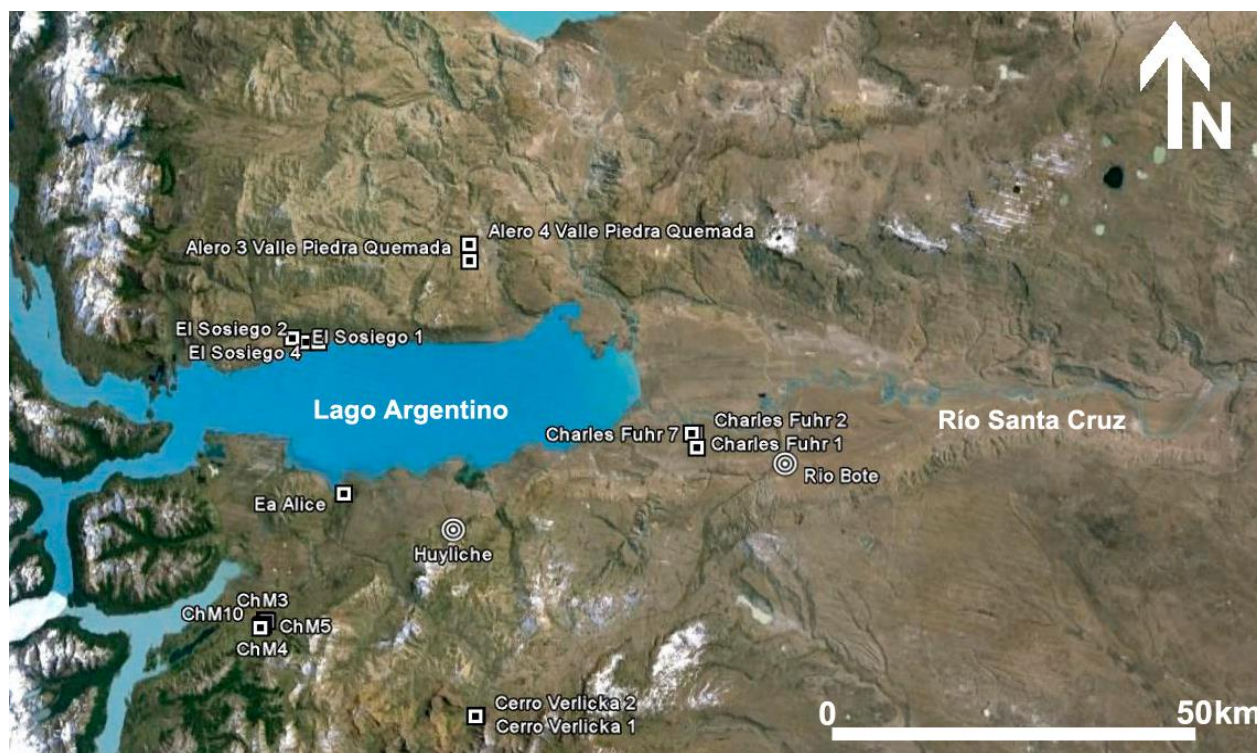 N
Alero 4 Valle Piedra Quemada
Alero 3 Valle Piedra Quemada
El Sosiego 2
El Sosiego 1
El Sosiego 4
Lago Argentino
Charles Fuhr 2
Río Santa Cruz
Charles Fuhr 7
Charles Fuhr 1
Rio Bote
Ea Alice
Huyliche
ChM3
ChM10
ChM5
ChM4
Cerro Verlicka 2
Cerro Verlicka 1
0
50km